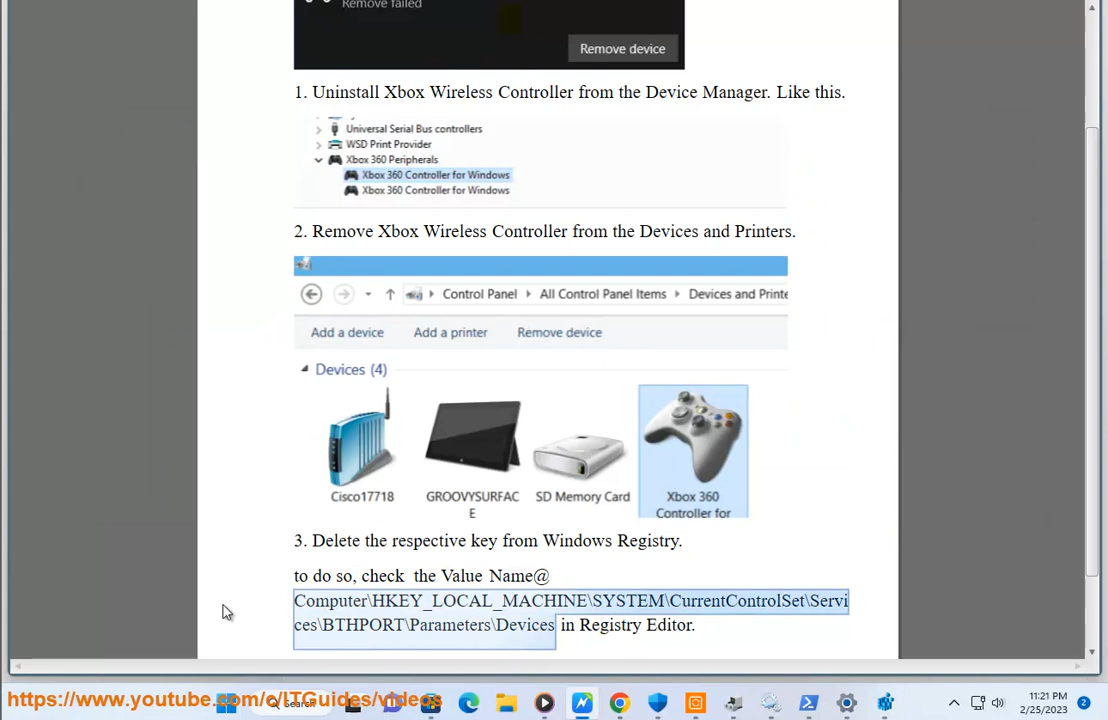 Remove failed
Remove device
1. Uninstall Xbox Wireless Controller from the Device Manager. Like this.
Universal Serial Bus controllers
WSD Print Provider
Xbox 360 Peripherals
Xbox 360 Controller for Windows
Xbox 360 Controller for Windows
2. Remove Xbox Wireless Controller from the Devices and Printers.
Control Panel All Control Panel Items Devices and Printe
Add a device Add a printer Remove device
Devices (4)
Cisco17718 GROOVYSURFAC SD Memory Card Xbox 360
E Controller for
3. Delete the respective key from Windows Registry.
to do so, check the Value Name@
Computer\HKEY_LOCAL_MACHINE\SYSTEM\CurrentControlSet\Servi
ces\BTHPORT\Parameters\Devices in Registry Editor.
https://www.youtube.com/c/LTGuides/videos
Search
11:21 PM
2/25/2023
2